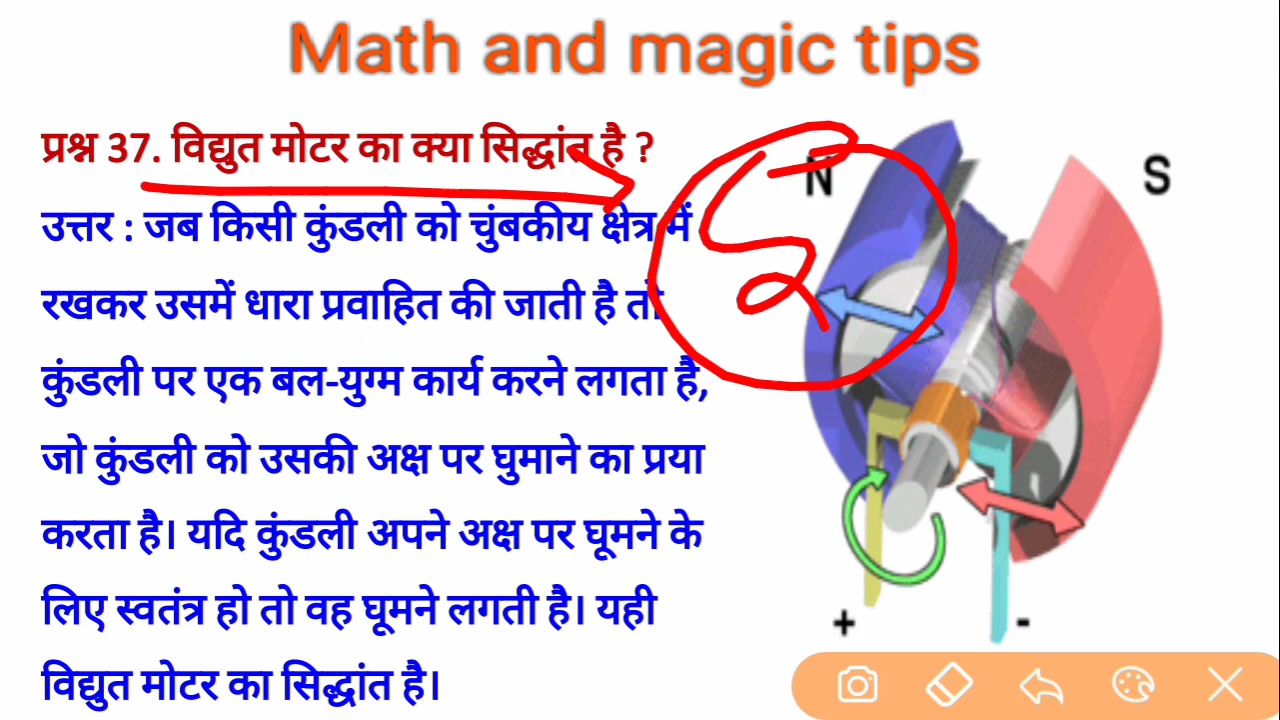 Math and magic tips
प्रश्न 37. विद्युत मोटर का क्या सिद्धांत है ?
उत्तर : जब किसी कुंडली को चुंबकीय क्षेत्र में
रखकर उसमें धारा प्रवाहित की जाती है तो
कुंडली पर एक बल-युग्म कार्य करने लगता है,
जो कुंडली को उसकी अक्ष पर घुमाने का प्रया
करता है। यदि कुंडली अपने अक्ष पर घूमने के
लिए स्वतंत्र हो तो वह घूमने लगती है। यही
विद्युत मोटर का सिद्धांत है।
N
S
+
-